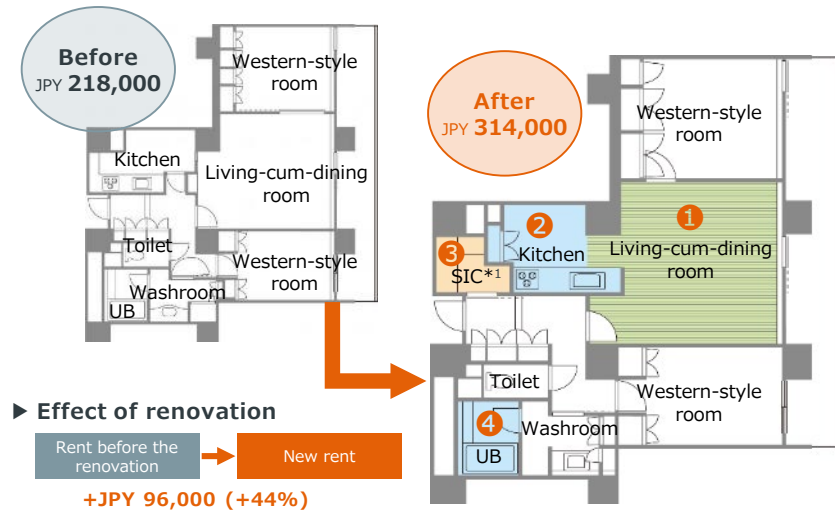 Before
JPY 218,000
Western-style
room
Kitchen
Living-cum-dining
room
Toilet
Western-style
room
Washroom
UB
After
JPY 314,000
Western-style
room
1
2
Kitchen
Living-cum-dining
room
3
SIC*1
Toilet
Western-style
room
4
Washroom
UB
▶ Effect of renovation
Rent before the
renovation
New rent
+JPY 96,000 (+44%)